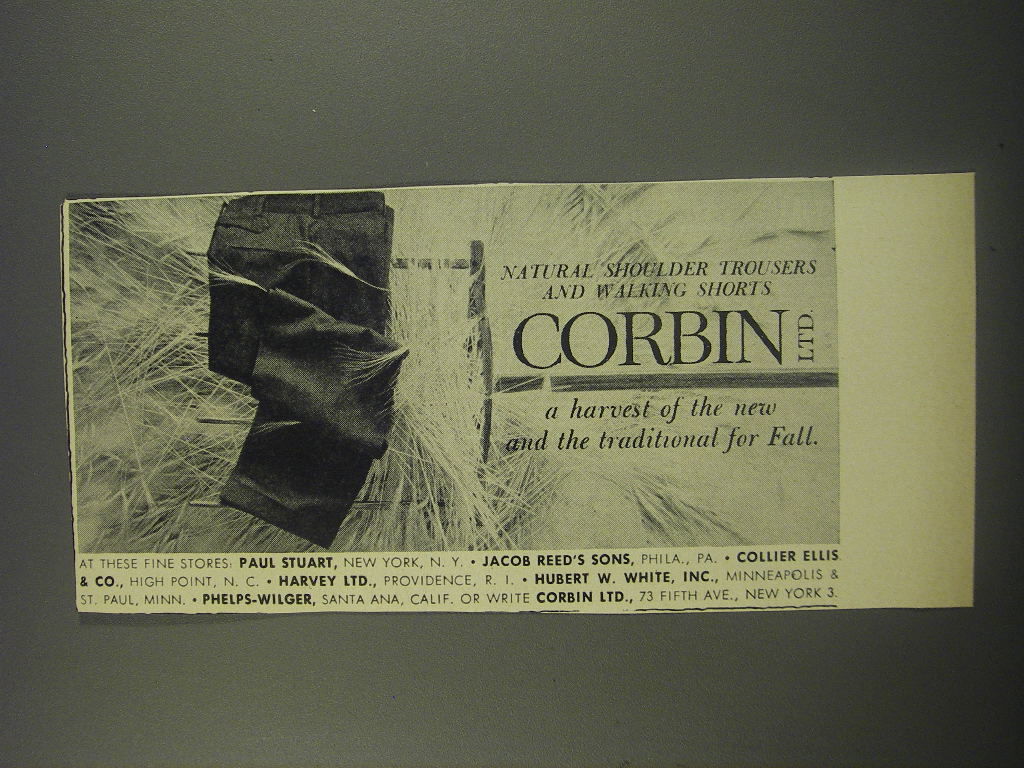 NATURAL SHOULDER TROUSERS
AND WALKING SHORTS
CORBIN LTD.
a harvest of the new
and the traditional for Fall.
AT THESE FINE STORES: PAUL STUART, NEW YORK, N. Y. • JACOB REED'S SONS, PHILA., PA. • COLLIER ELLIS
& CO., HIGH POINT, N. C. • HARVEY LTD., PROVIDENCE, R. I. • HUBERT W. WHITE, INC., MINNEAPOLIS &
ST. PAUL, MINN. • PHELPS-WILGER, SANTA ANA, CALIF. OR WRITE CORBIN LTD., 73 FIFTH AVE., NEW YORK 3.